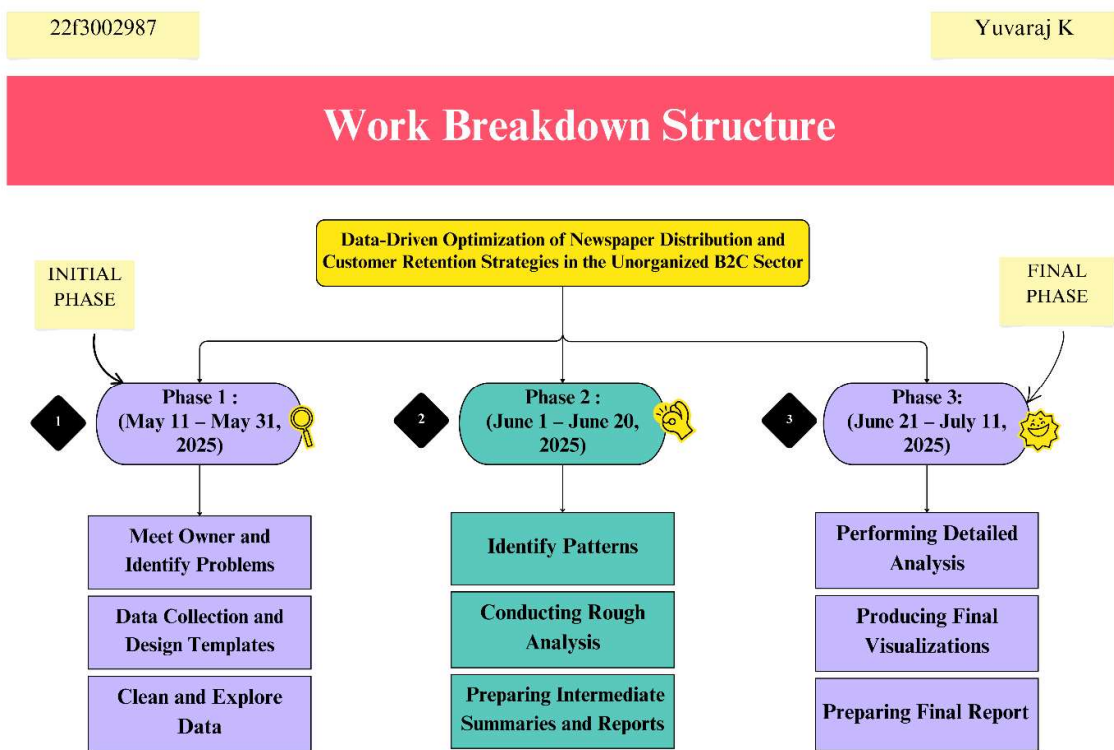 22f3002987
Yuvaraj K
Work Breakdown Structure
Data-Driven Optimization of Newspaper Distribution and
Customer Retention Strategies in the Unorganized B2C Sector
INITIAL
PHASE
FINAL
PHASE
1
Phase 1 :
(May 11 – May 31,
2025)
2
Phase 2 :
(June 1 – June 20,
2025)
3
Phase 3:
(June 21 – July 11,
2025)
Meet Owner and
Identify Problems
Data Collection and
Design Templates
Clean and Explore
Data
Identify Patterns
Conducting Rough
Analysis
Preparing Intermediate
Summaries and Reports
Performing Detailed
Analysis
Producing Final
Visualizations
Preparing Final Report